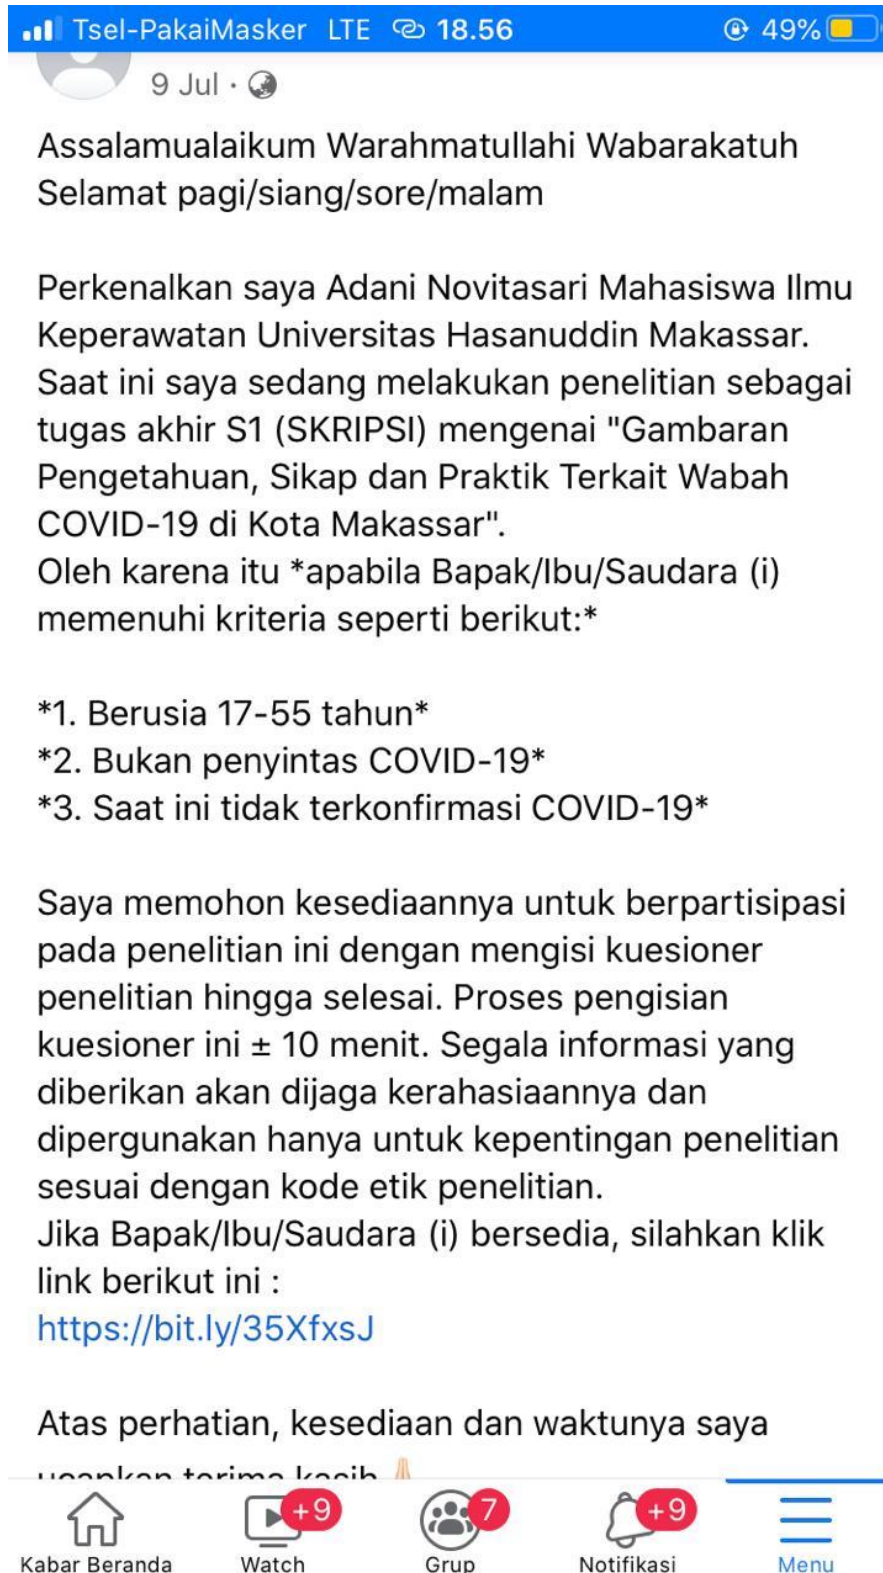 Tsel-PakaiMasker LTE 18.56 49%
9 Jul ·
Assalamualaikum Warahmatullahi Wabarakatuh
Selamat pagi/siang/sore/malam
Perkenalkan saya Adani Novitasari Mahasiswa Ilmu
Keperawatan Universitas Hasanuddin Makassar.
Saat ini saya sedang melakukan penelitian sebagai
tugas akhir S1 (SKRIPSI) mengenai "Gambaran
Pengetahuan, Sikap dan Praktik Terkait Wabah
COVID-19 di Kota Makassar".
Oleh karena itu *apabila Bapak/Ibu/Saudara (i)
memenuhi kriteria seperti berikut:*
*1. Berusia 17-55 tahun*
*2. Bukan penyintas COVID-19*
*3. Saat ini tidak terkonfirmasi COVID-19*
Saya memohon kesediaannya untuk berpartisipasi
pada penelitian ini dengan mengisi kuesioner
penelitian hingga selesai. Proses pengisian
kuesioner ini ± 10 menit. Segala informasi yang
diberikan akan dijaga kerahasiaannya dan
dipergunakan hanya untuk kepentingan penelitian
sesuai dengan kode etik penelitian.
Jika Bapak/Ibu/Saudara (i) bersedia, silahkan klik
link berikut ini :
https://bit.ly/35XfxsJ
Atas perhatian, kesediaan dan waktunya saya
ucapkan terima kasih 🙏🏻
+9 7 +9
Kabar Beranda Watch Grup Notifikasi Menu